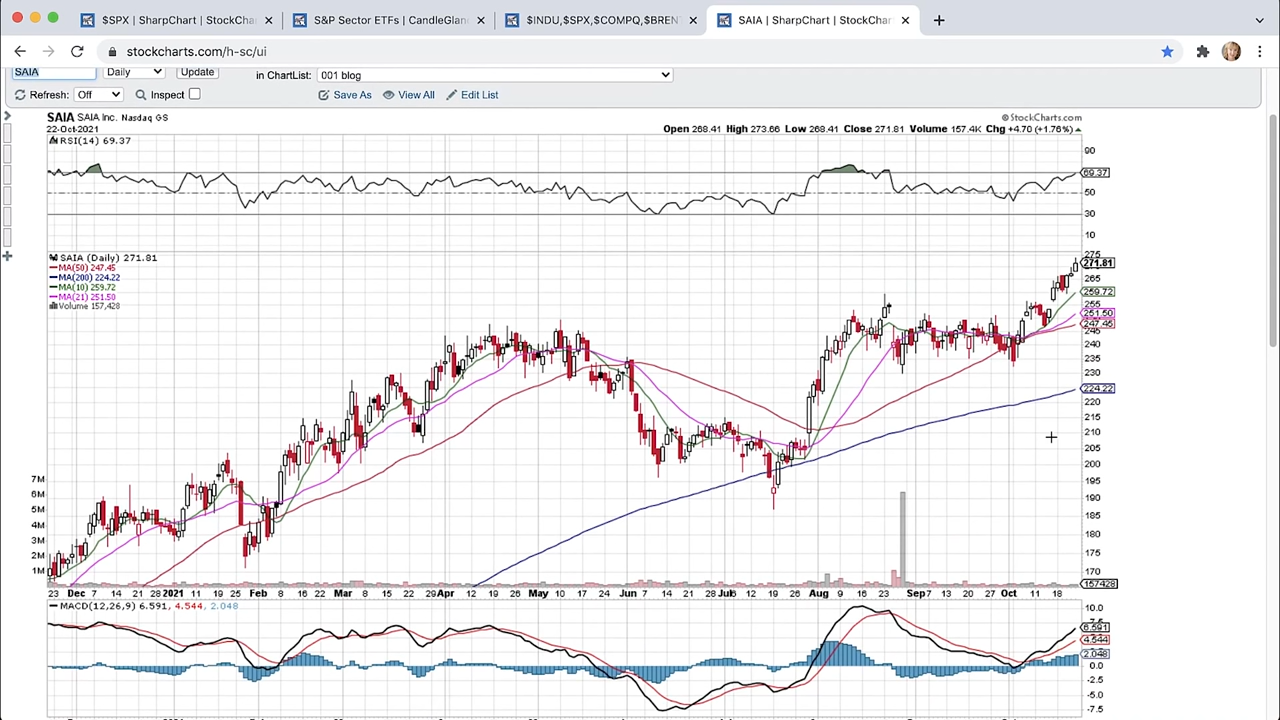 $SPX | SharpChart | StockChar
S&P Sector ETFs | CandleGlan
$INDU,$SPX,$COMPQ,$BREN
SAIA | SharpChart | StockChar
stockcharts.com/h-sc/ui
SAIA Daily Update in ChartList: 001 blog
Refresh: Off Inspect Save As View All Edit List
SAIA SAIA Inc. Nasdaq GS © StockCharts.com
22-Oct-2021 Open 268.41 High 273.66 Low 268.41 Close 271.81 Volume 157.4K Chg +4.70 (+1.76%)
RSI(14) 69.37
90
69.37
50
30
10
SAIA (Daily) 271.81
MA(50) 247.45
MA(200) 224.22
MA(10) 259.72
MA(21) 251.50
Volume 157,428
275
271.81
265
259.72
255
251.50
247.45
245
240
235
230
224.22
220
215
210
205
200
195
190
185
180
175
170
157428
7M
6M
5M
4M
3M
2M
1M
23 Dec 7 14 21 28 2021 11 19 25 Feb 8 16 22 Mar 8 15 22 29 Apr 12 19 26 May 10 17 24 Jun 7 14 21 28 Jul 6 12 19 26 Aug 9 16 23 Sep 7 13 20 27 Oct 11 18
MACD(12,26,9) 6.591, 4.544, 2.048
10.0
7.5
6.591
4.544
2.048
0.0
-2.5
-5.0
-7.5